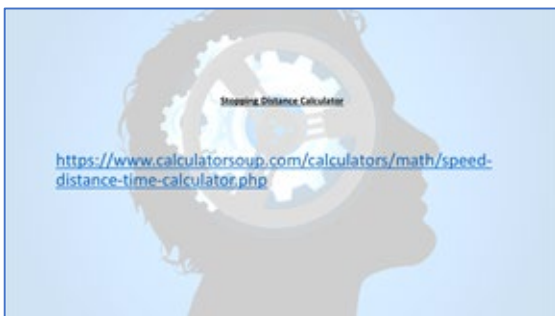 Stopping Distance Calculator
https://www.calculatorsoup.com/calculators/math/speed-
distance-time-calculator.php